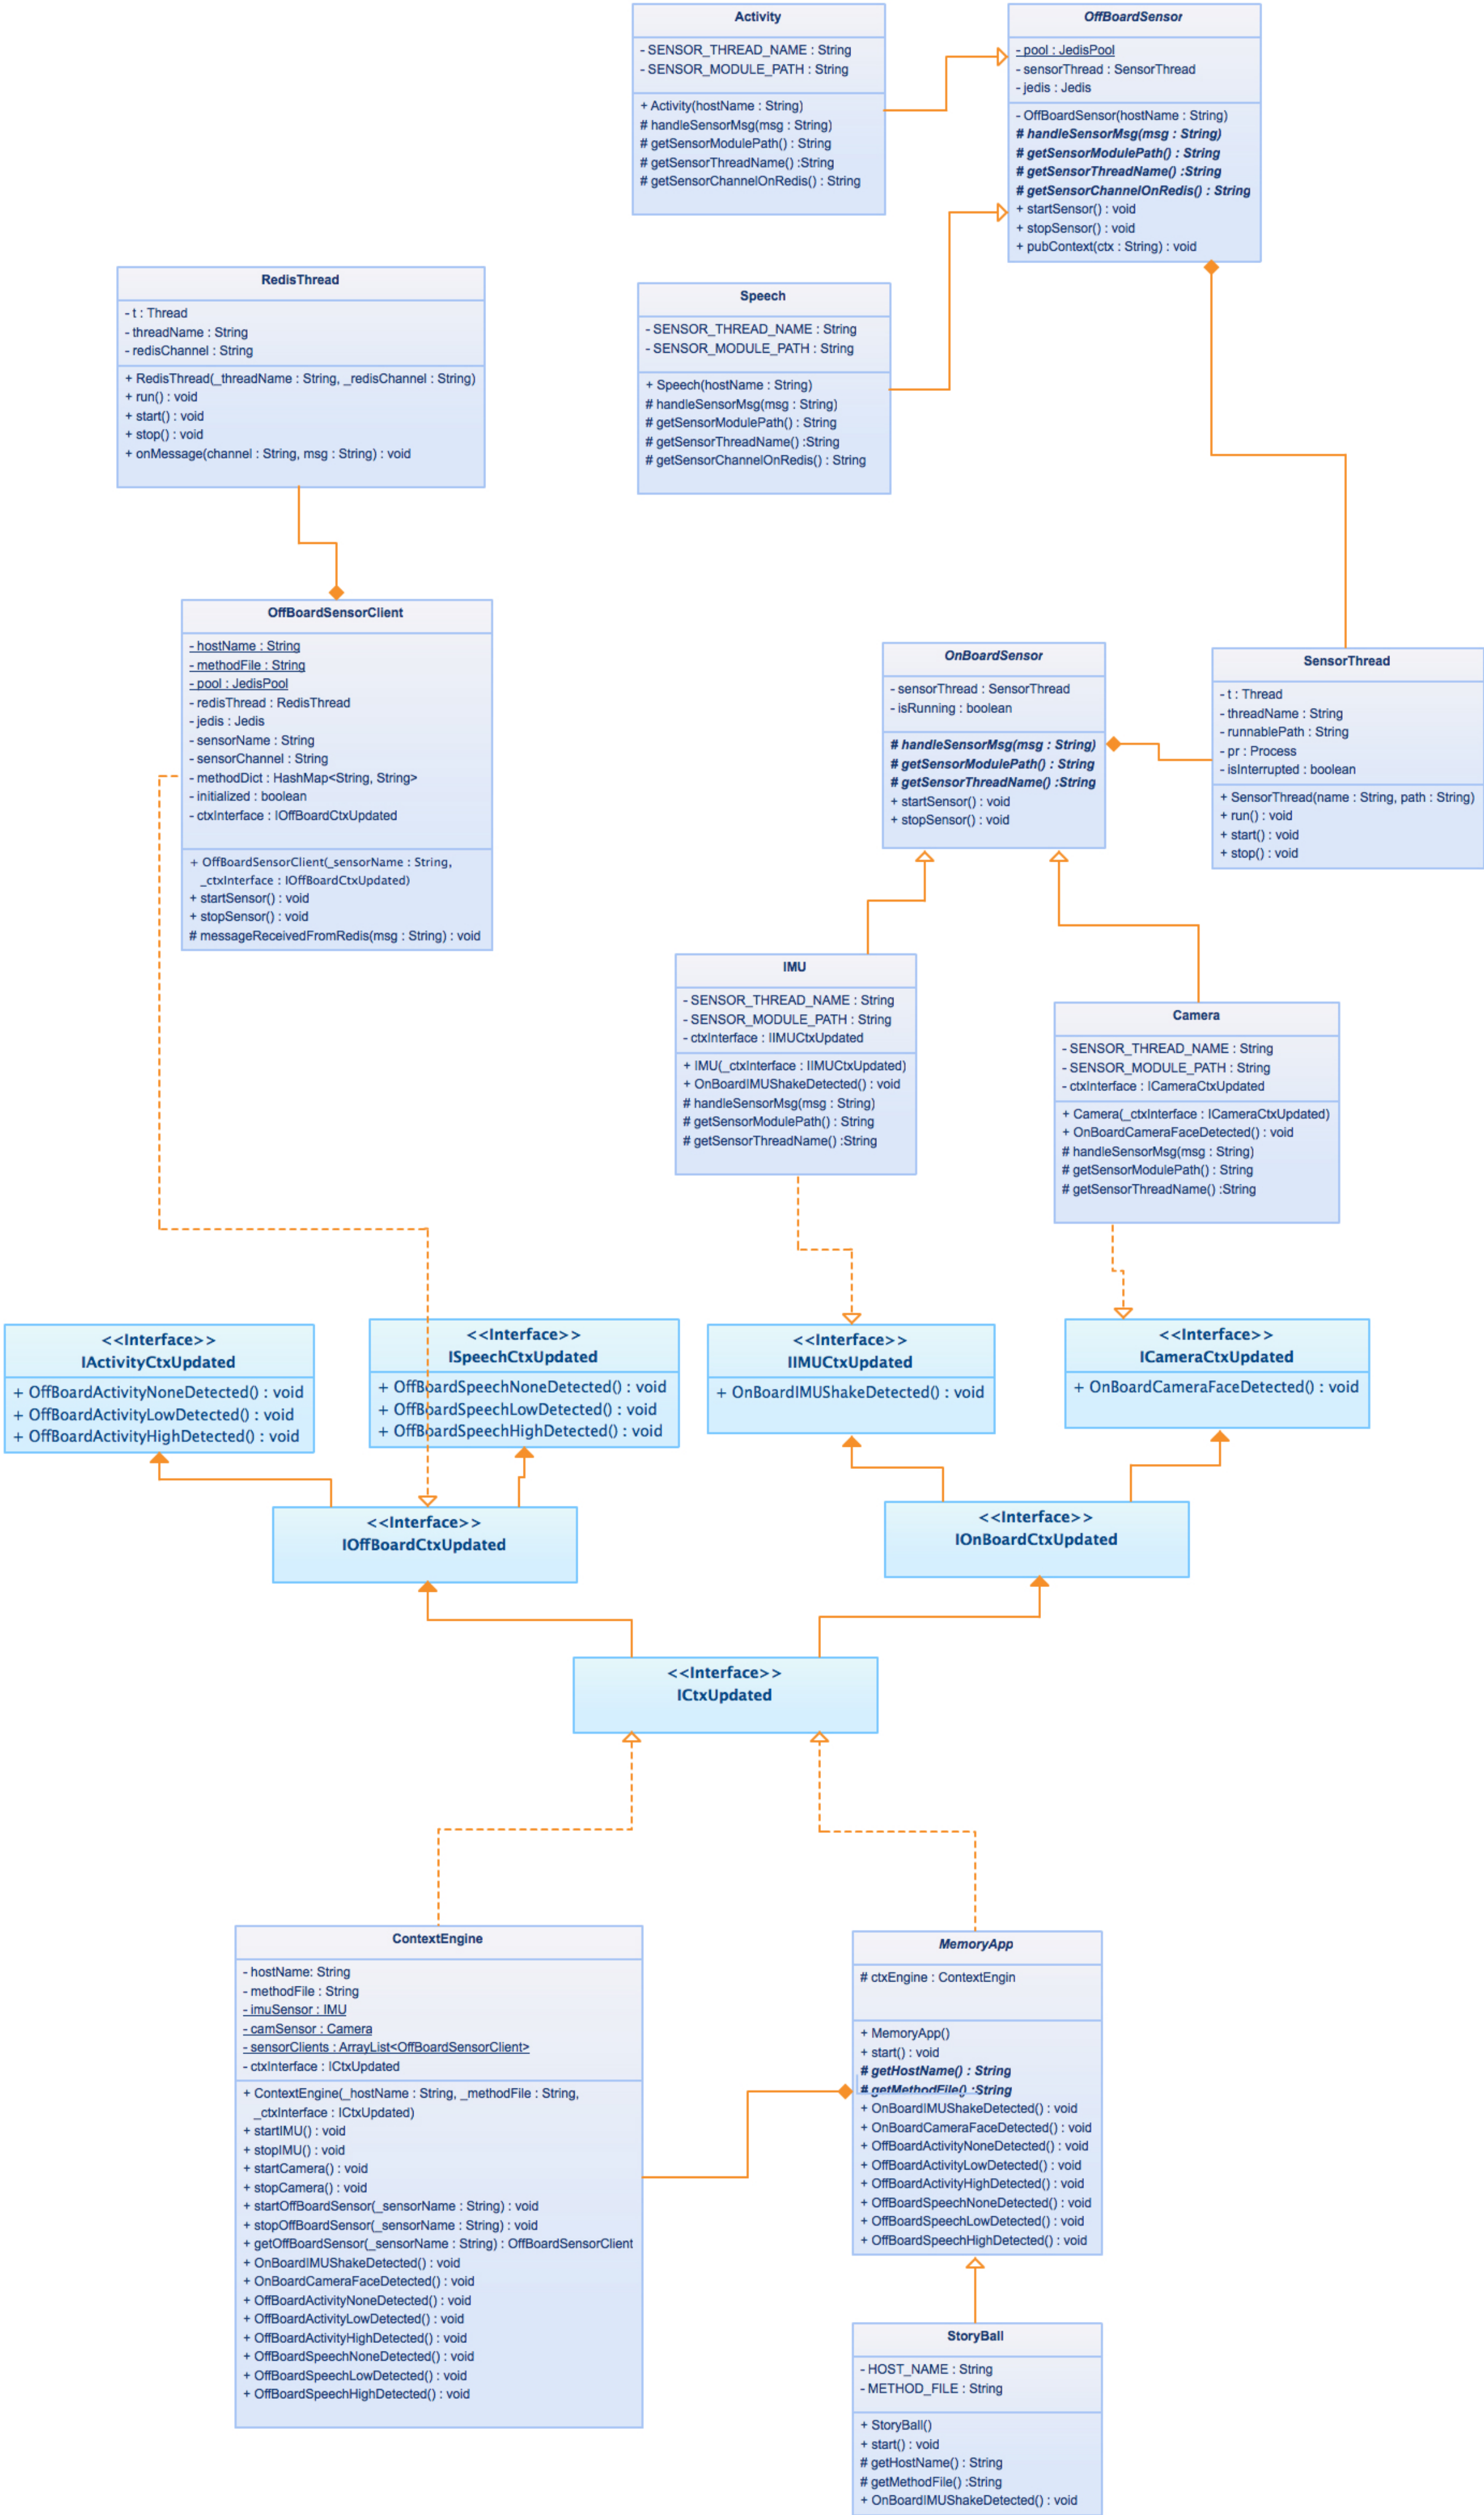 Activity
- SENSOR_THREAD_NAME : String
- SENSOR_MODULE_PATH : String
+ Activity(hostName : String)
# handleSensorMsg(msg : String)
# getSensorModulePath() : String
# getSensorThreadName() :String
# getSensorChannelOnRedis() : String
OffBoardSensor
- pool : JedisPool
- sensorThread : SensorThread
- jedis : Jedis
- OffBoardSensor(hostName : String)
# handleSensorMsg(msg : String)
# getSensorModulePath() : String
# getSensorThreadName() :String
# getSensorChannelOnRedis() : String
+ startSensor() : void
+ stopSensor() : void
+ pubContext(ctx : String) : void
RedisThread
- t : Thread
- threadName : String
- redisChannel : String
+ RedisThread(_threadName : String, _redisChannel : String)
+ run() : void
+ start() : void
+ stop() : void
+ onMessage(channel : String, msg : String) : void
Speech
- SENSOR_THREAD_NAME : String
- SENSOR_MODULE_PATH : String
+ Speech(hostName : String)
# handleSensorMsg(msg : String)
# getSensorModulePath() : String
# getSensorThreadName() :String
# getSensorChannelOnRedis() : String
OffBoardSensorClient
- hostName : String
- methodFile : String
- pool : JedisPool
- redisThread : RedisThread
- jedis : Jedis
- sensorName : String
- sensorChannel : String
- methodDict : HashMap<String, String>
- initialized : boolean
- ctxInterface : IOffBoardCtxUpdated
+ OffBoardSensorClient(_sensorName : String,
_ctxInterface : IOffBoardCtxUpdated)
+ startSensor() : void
+ stopSensor() : void
# messageReceivedFromRedis(msg : String) : void
OnBoardSensor
- sensorThread : SensorThread
- isRunning : boolean
# handleSensorMsg(msg : String)
# getSensorModulePath() : String
# getSensorThreadName() :String
+ startSensor() : void
+ stopSensor() : void
SensorThread
- t : Thread
- threadName : String
- runnablePath : String
- pr : Process
- isInterrupted : boolean
+ SensorThread(name : String, path : String)
+ run() : void
+ start() : void
+ stop() : void
IMU
- SENSOR_THREAD_NAME : String
- SENSOR_MODULE_PATH : String
- ctxInterface : IIMUCtxUpdated
+ IMU(_ctxInterface : IIMUCtxUpdated)
+ OnBoardIMUShakeDetected() : void
# handleSensorMsg(msg : String)
# getSensorModulePath() : String
# getSensorThreadName() :String
Camera
- SENSOR_THREAD_NAME : String
- SENSOR_MODULE_PATH : String
- ctxInterface : ICameraCtxUpdated
+ Camera(_ctxInterface : ICameraCtxUpdated)
+ OnBoardCameraFaceDetected() : void
# handleSensorMsg(msg : String)
# getSensorModulePath() : String
# getSensorThreadName() :String
<<Interface>>
IActivityCtxUpdated
+ OffBoardActivityNoneDetected() : void
+ OffBoardActivityLowDetected() : void
+ OffBoardActivityHighDetected() : void
<<Interface>>
ISpeechCtxUpdated
+ OffBoardSpeechNoneDetected() : void
+ OffBoardSpeechLowDetected() : void
+ OffBoardSpeechHighDetected() : void
<<Interface>>
IIMUCtxUpdated
+ OnBoardIMUShakeDetected() : void
<<Interface>>
ICameraCtxUpdated
+ OnBoardCameraFaceDetected() : void
<<Interface>>
IOffBoardCtxUpdated
<<Interface>>
IOnBoardCtxUpdated
<<Interface>>
ICtxUpdated
ContextEngine
- hostName: String
- methodFile : String
- imuSensor : IMU
- camSensor : Camera
- sensorClients : ArrayList<OffBoardSensorClient>
- ctxInterface : ICtxUpdated
+ ContextEngine(_hostName : String, _methodFile : String,
_ctxInterface : ICtxUpdated)
+ startIMU() : void
+ stopIMU() : void
+ startCamera() : void
+ stopCamera() : void
+ startOffBoardSensor(_sensorName : String) : void
+ stopOffBoardSensor(_sensorName : String) : void
+ getOffBoardSensor(_sensorName : String) : OffBoardSensorClient
+ OnBoardIMUShakeDetected() : void
+ OnBoardCameraFaceDetected() : void
+ OffBoardActivityNoneDetected() : void
+ OffBoardActivityLowDetected() : void
+ OffBoardActivityHighDetected() : void
+ OffBoardSpeechNoneDetected() : void
+ OffBoardSpeechLowDetected() : void
+ OffBoardSpeechHighDetected() : void
MemoryApp
# ctxEngine : ContextEngin
+ MemoryApp()
+ start() : void
# getHostName() : String
# getMethodFile() :String
+ OnBoardIMUShakeDetected() : void
+ OnBoardCameraFaceDetected() : void
+ OffBoardActivityNoneDetected() : void
+ OffBoardActivityLowDetected() : void
+ OffBoardActivityHighDetected() : void
+ OffBoardSpeechNoneDetected() : void
+ OffBoardSpeechLowDetected() : void
+ OffBoardSpeechHighDetected() : void
StoryBall
- HOST_NAME : String
- METHOD_FILE : String
+ StoryBall()
+ start() : void
# getHostName() : String
# getMethodFile() :String
+ OnBoardIMUShakeDetected() : void